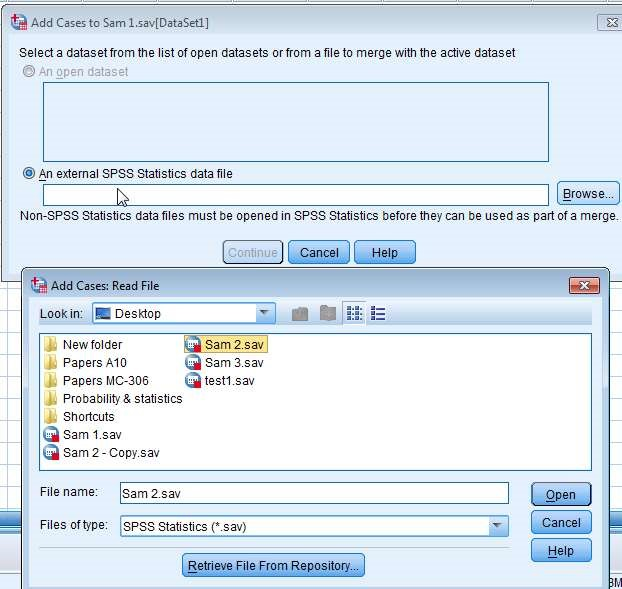 Add Cases to Sam 1.sav[DataSet1]
Select a dataset from the list of open datasets or from a file to merge with the active dataset
An open dataset
An external SPSS Statistics data file
Browse...
Non-SPSS Statistics data files must be opened in SPSS Statistics before they can be used as part of a merge.
Continue Cancel Help
Add Cases: Read File
Look in: Desktop
New folder Sam 2.sav
Papers A10 Sam 3.sav
Papers MC-306 test1.sav
Probability & statistics
Shortcuts
Sam 1.sav
Sam 2 - Copy.sav
File name: Sam 2.sav Open
Files of type: SPSS Statistics (*.sav) Cancel
Help
Retrieve File From Repository...